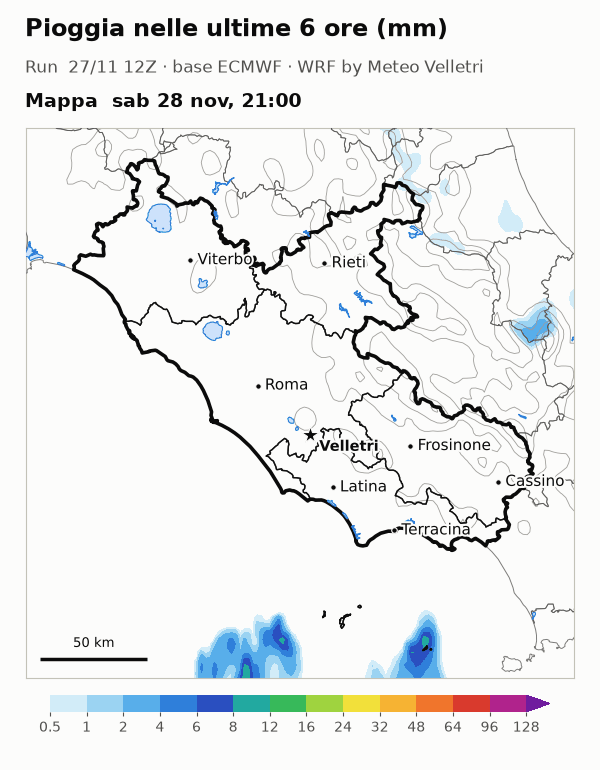 Pioggia nelle ultime 6 ore (mm)
Run  27/11 12Z · base ECMWF · WRF by Meteo Velletri
Mappa  sab 28 nov, 21:00
Viterbo
Rieti
Roma
Velletri
Frosinone
Latina
Cassino
Terracina
50 km
0.5 1 2 4 6 8 12 16 24 32 48 64 96 128